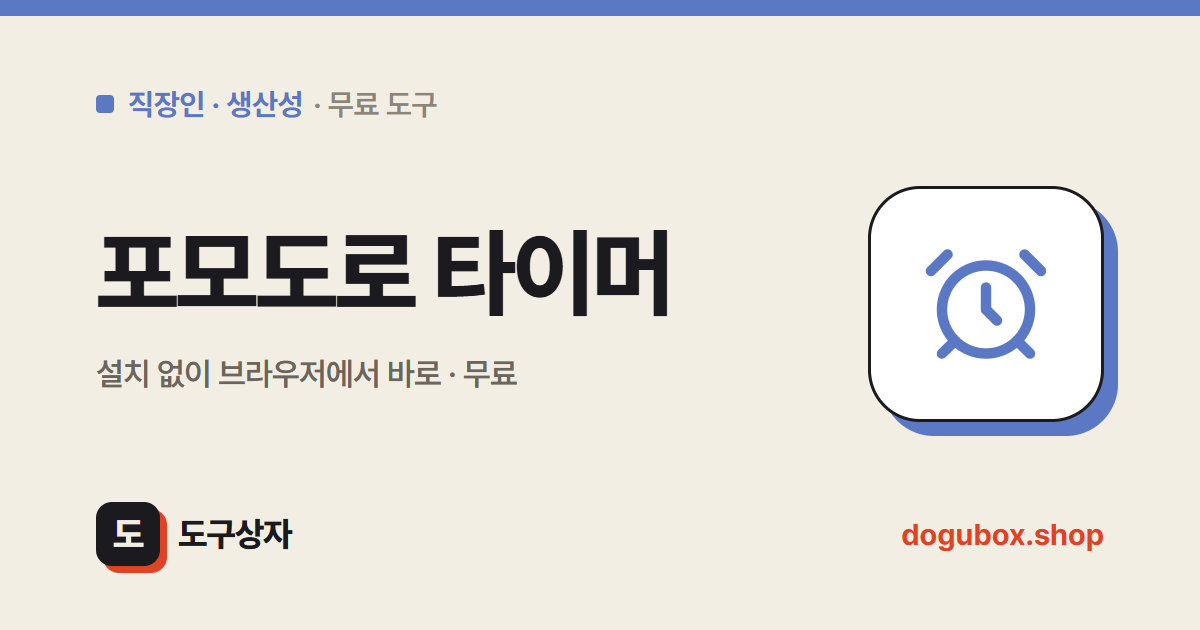 직장인 · 생산성 · 무료 도구
포모도로 타이머
설치 없이 브라우저에서 바로 · 무료
도 도구상자
dogubox.shop